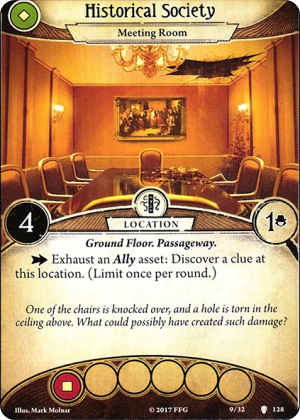 Historical Society
Meeting Room
4
1
LOCATION
Ground Floor. Passageway.
Exhaust an Ally asset: Discover a clue at
this location. (Limit once per round.)
One of the chairs is knocked over, and a hole is torn in the
ceiling above. What could possibly have created such damage?
Illus. Mark Molnar
© 2017 FFG
9/32
128